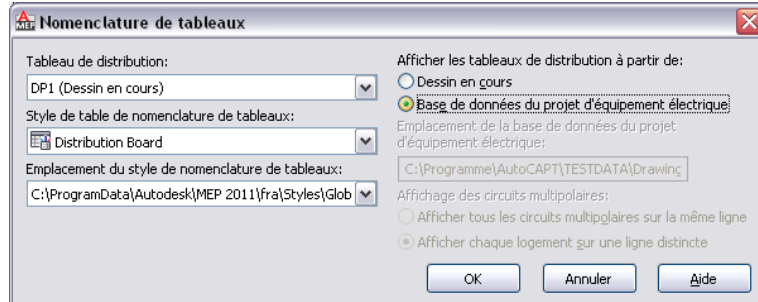 MEP Nomenclature de tableaux
Tableau de distribution:
DP1 (Dessin en cours)
Style de table de nomenclature de tableaux:
Distribution Board
Emplacement du style de nomenclature de tableaux:
C:\ProgramData\Autodesk\MEP 2011\fra\Styles\Glob
Afficher les tableaux de distribution à partir de:
Dessin en cours
Base de données du projet d'équipement électrique
Emplacement de la base de données du projet
d'équipement électrique:
C:\Programme\AutoCAPT\TESTDATA\Drawing
Affichage des circuits multipolaires:
Afficher tous les circuits multipolaires sur la même ligne
Afficher chaque logement sur une ligne distincte
OK
Annuler
Aide